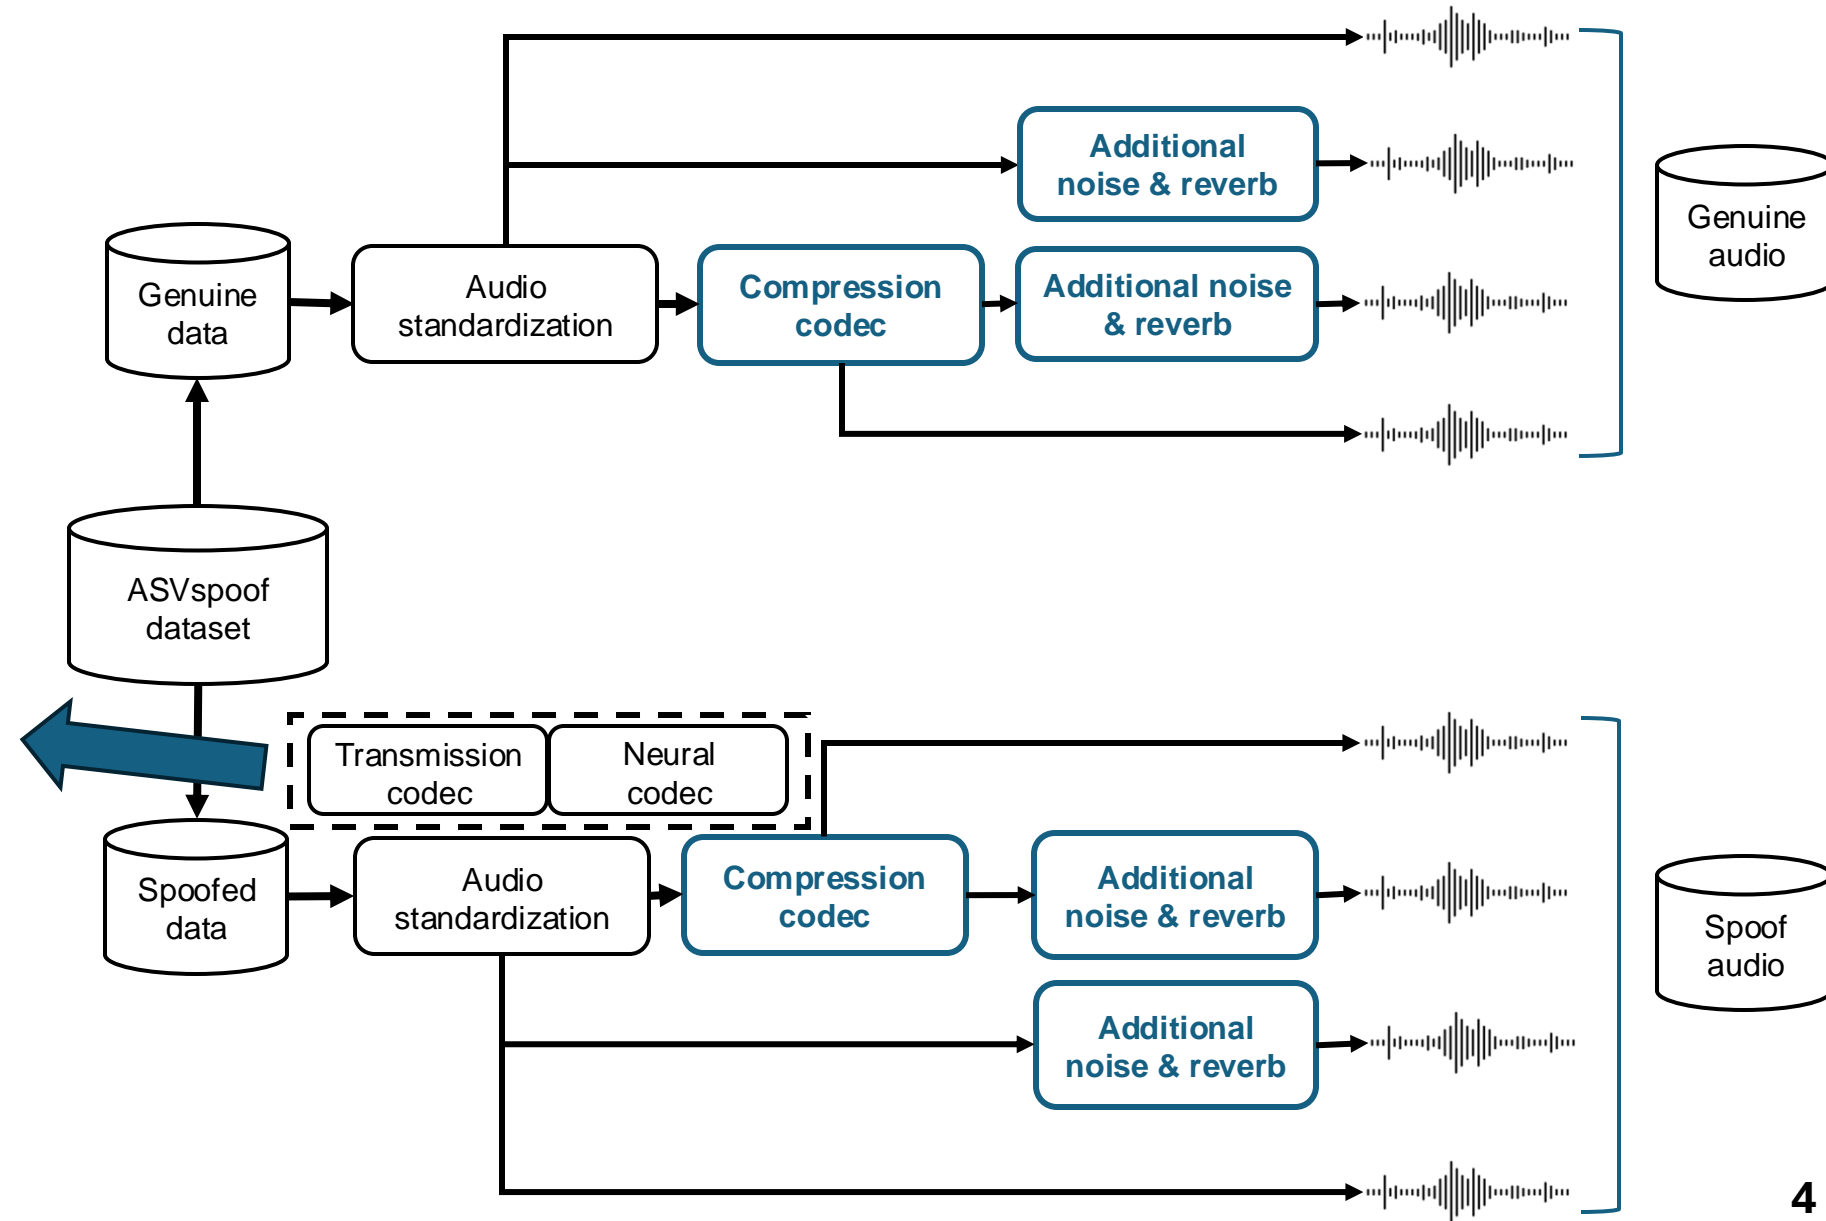 Additional
noise & reverb
Genuine
audio
Genuine
data
Audio
standardization
Compression
codec
Additional noise
& reverb
ASVspoof
dataset
Transmission
codec
Neural
codec
Spoofed
data
Audio
standardization
Compression
codec
Additional
noise & reverb
Spoof
audio
Additional
noise & reverb
4